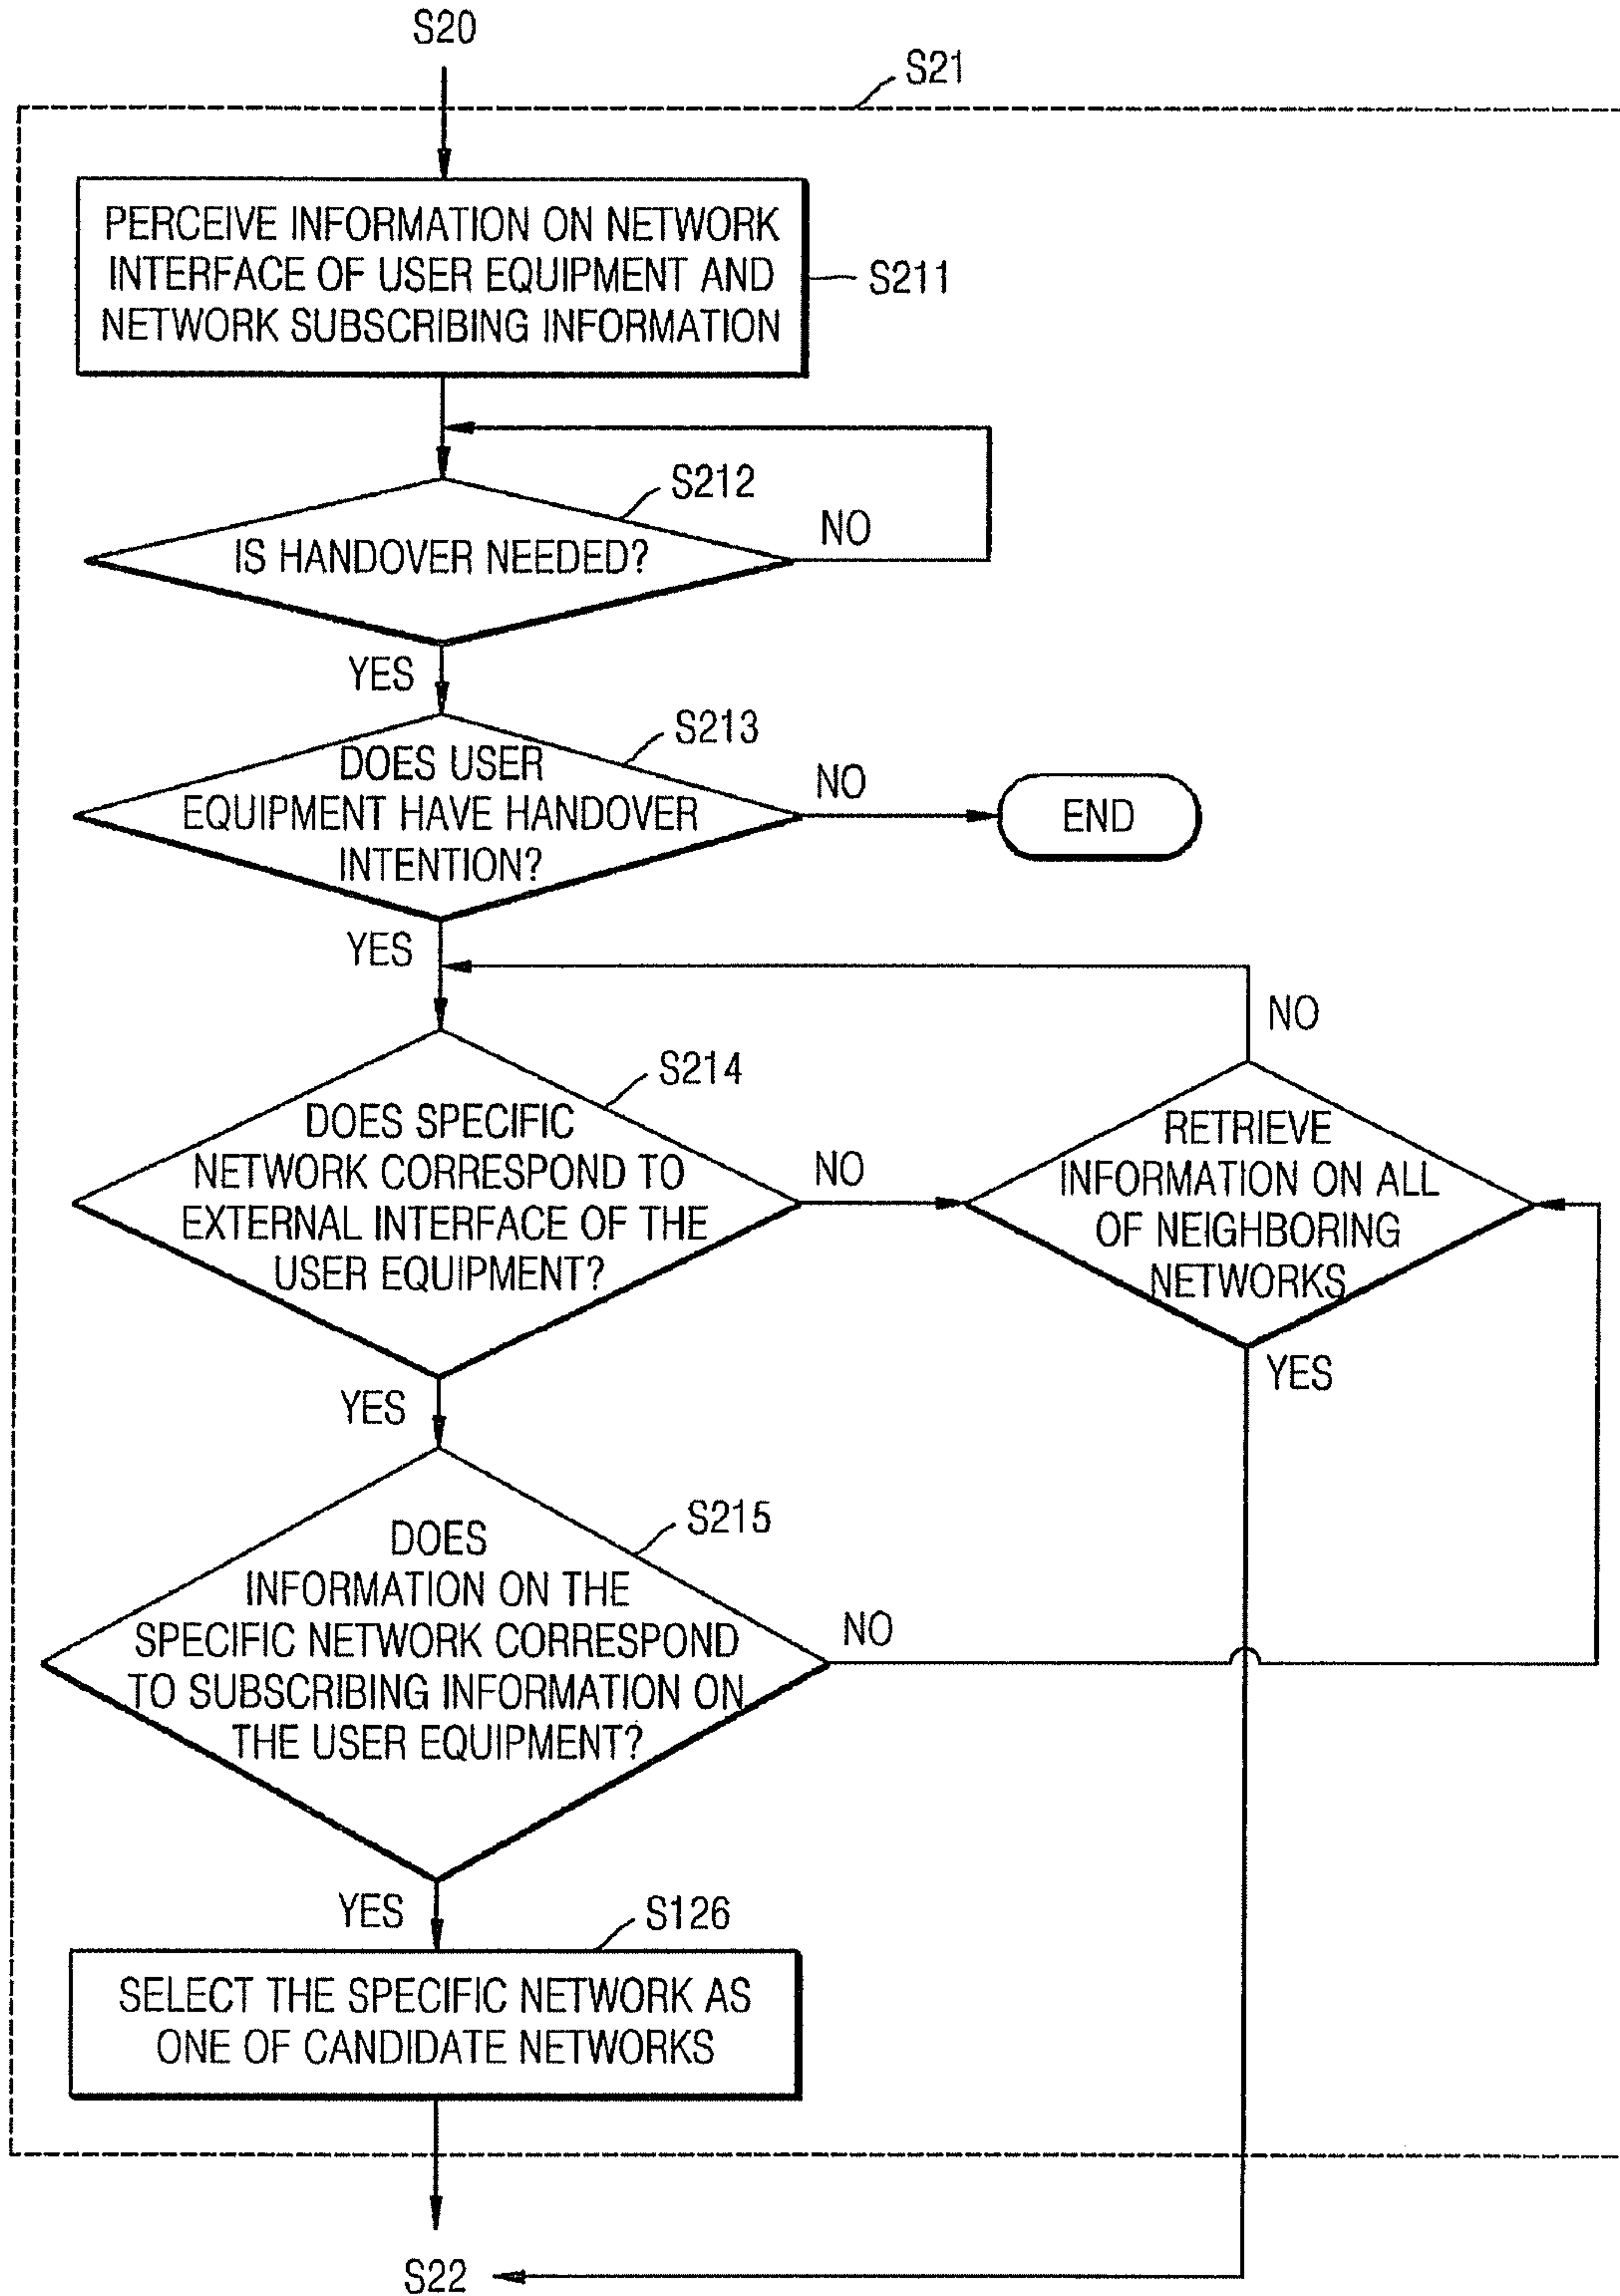 S20
S21
PERCEIVE INFORMATION ON NETWORK
INTERFACE OF USER EQUIPMENT AND
NETWORK SUBSCRIBING INFORMATION
S211
S212
IS HANDOVER NEEDED?
NO
YES
S213
DOES USER
EQUIPMENT HAVE HANDOVER
INTENTION?
NO
END
YES
NO
S214
DOES SPECIFIC
NETWORK CORRESPOND TO
EXTERNAL INTERFACE OF THE
USER EQUIPMENT?
NO
RETRIEVE
INFORMATION ON ALL
OF NEIGHBORING
NETWORKS
YES
YES
S215
DOES
INFORMATION ON THE
SPECIFIC NETWORK CORRESPOND
TO SUBSCRIBING INFORMATION ON
THE USER EQUIPMENT?
NO
YES
S126
SELECT THE SPECIFIC NETWORK AS
ONE OF CANDIDATE NETWORKS
S22